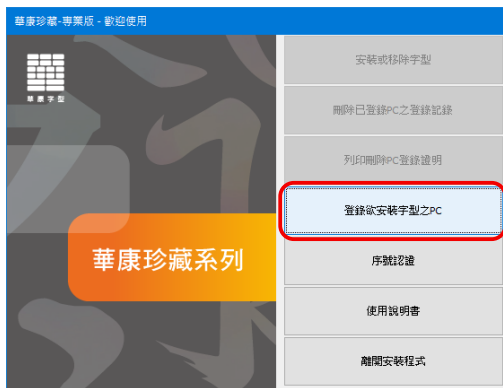 華康珍藏-專業版 - 歡迎使用
華康字型
華康珍藏系列
安裝或移除字型
刪除已登錄PC之登錄記錄
列印刪除PC登錄證明
登錄欲安裝字型之PC
序號認證
使用說明書
離開安裝程式